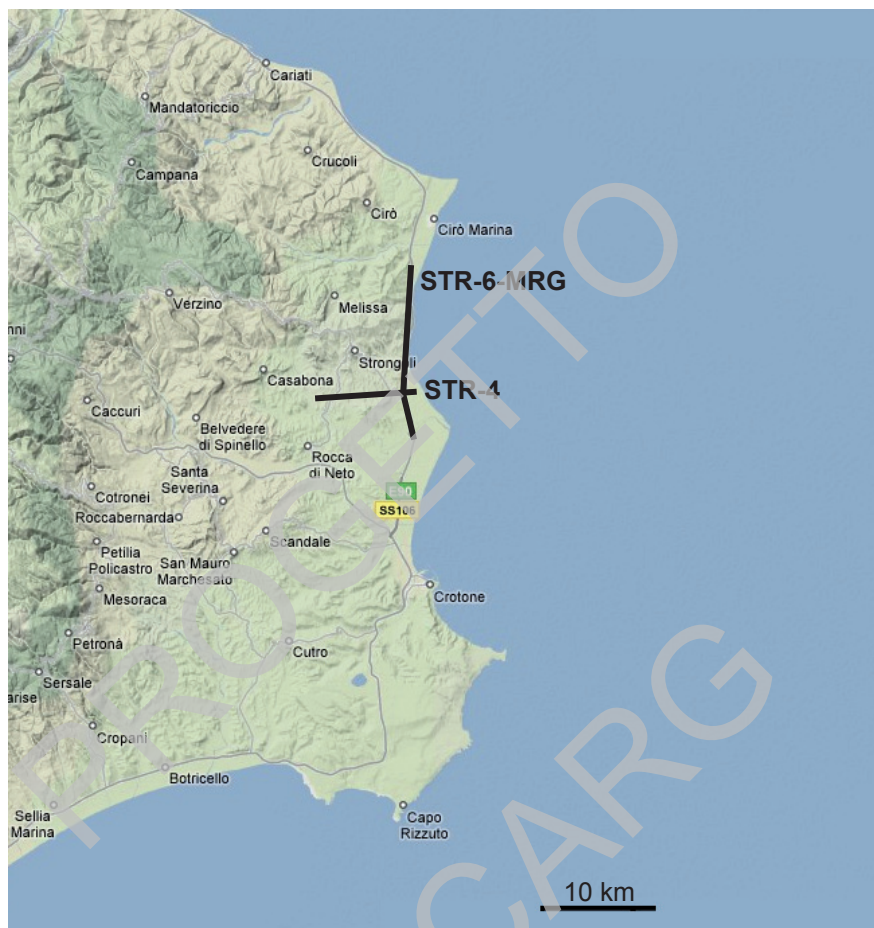 Cariati
Mandatoriccio
Crucoli
Campana
Cirò
Cirò Marina
STR-6-MRG
Verzino
Melissa
nni
Strongoli
Casabona
STR-4
Caccuri
Belvedere
di Spinello
Rocca
di Neto
Santa
Severina
Cotronei
E90
Roccabernarda
SS106
Scandale
Petilia
Policastro
San Mauro
Marchesato
Mesoraca
Crotone
Petronà
Cutro
Sersale
arise
Cropani
Botricello
Sellia
Marina
Capo
Rizzuto
10 km
PROGETTO
CARG